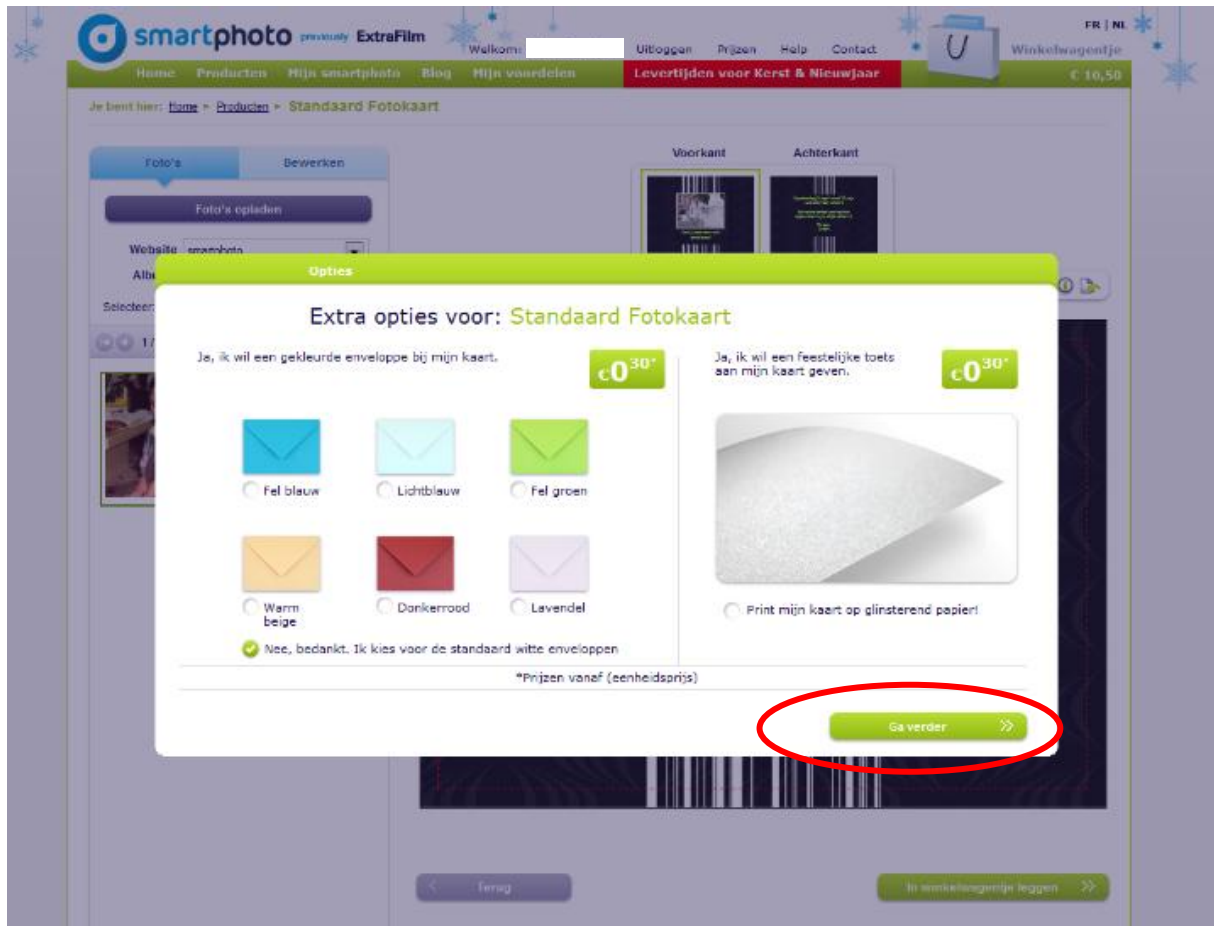 smartphoto previously ExtraFilm
FR | NL
Welkom:
Uitloggen Prijzen Help Contact
Winkelwagentje
Home Producten Mijn smartphoto Blog Mijn voordelen Levertijden voor Kerst & Nieuwjaar
€ 10,50
Je bent hier: Home > Producten > Standaard Fotokaart
Foto's Bewerken
Voorkant Achterkant
Foto's opladen
Website smartphoto
Selecteer:
Opties
Extra opties voor: Standaard Fotokaart
Ja, ik wil een gekleurde enveloppe bij mijn kaart.
€0 30*
Ja, ik wil een feestelijke toets
aan mijn kaart geven.
€0 30*
Fel blauw Lichtblauw Fel groen
Warm
beige
Donkerrood Lavendel
Print mijn kaart op glinsterend papier!
Nee, bedankt. Ik kies voor de standaard witte enveloppen
*Prijzen vanaf (eenheidsprijs)
Ga verder
Terug
In winkelwagentje leggen